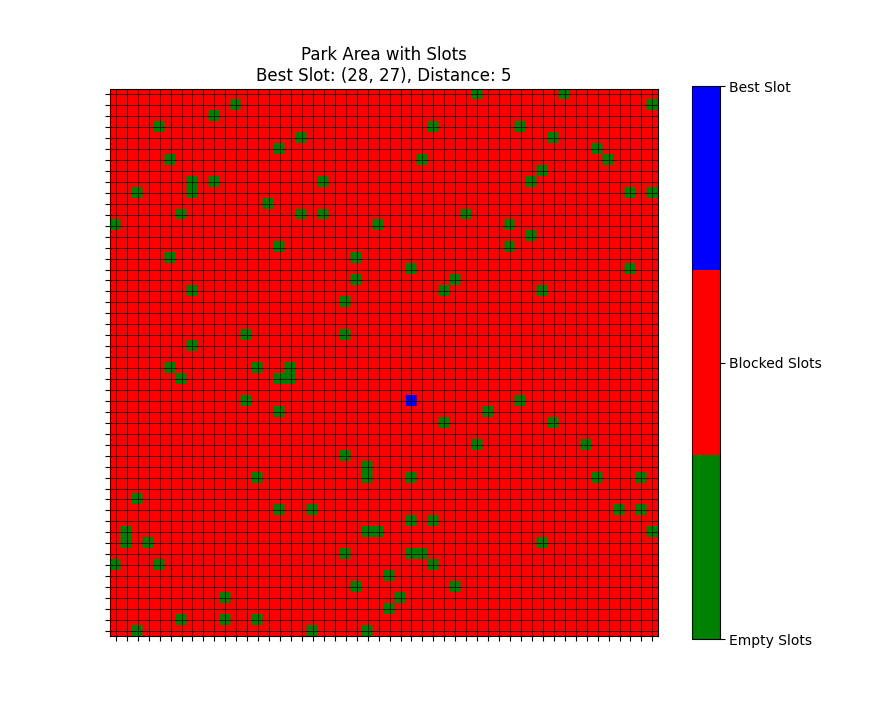 Park Area with Slots
Best Slot: (28, 27), Distance: 5
Best Slot
Blocked Slots
Empty Slots